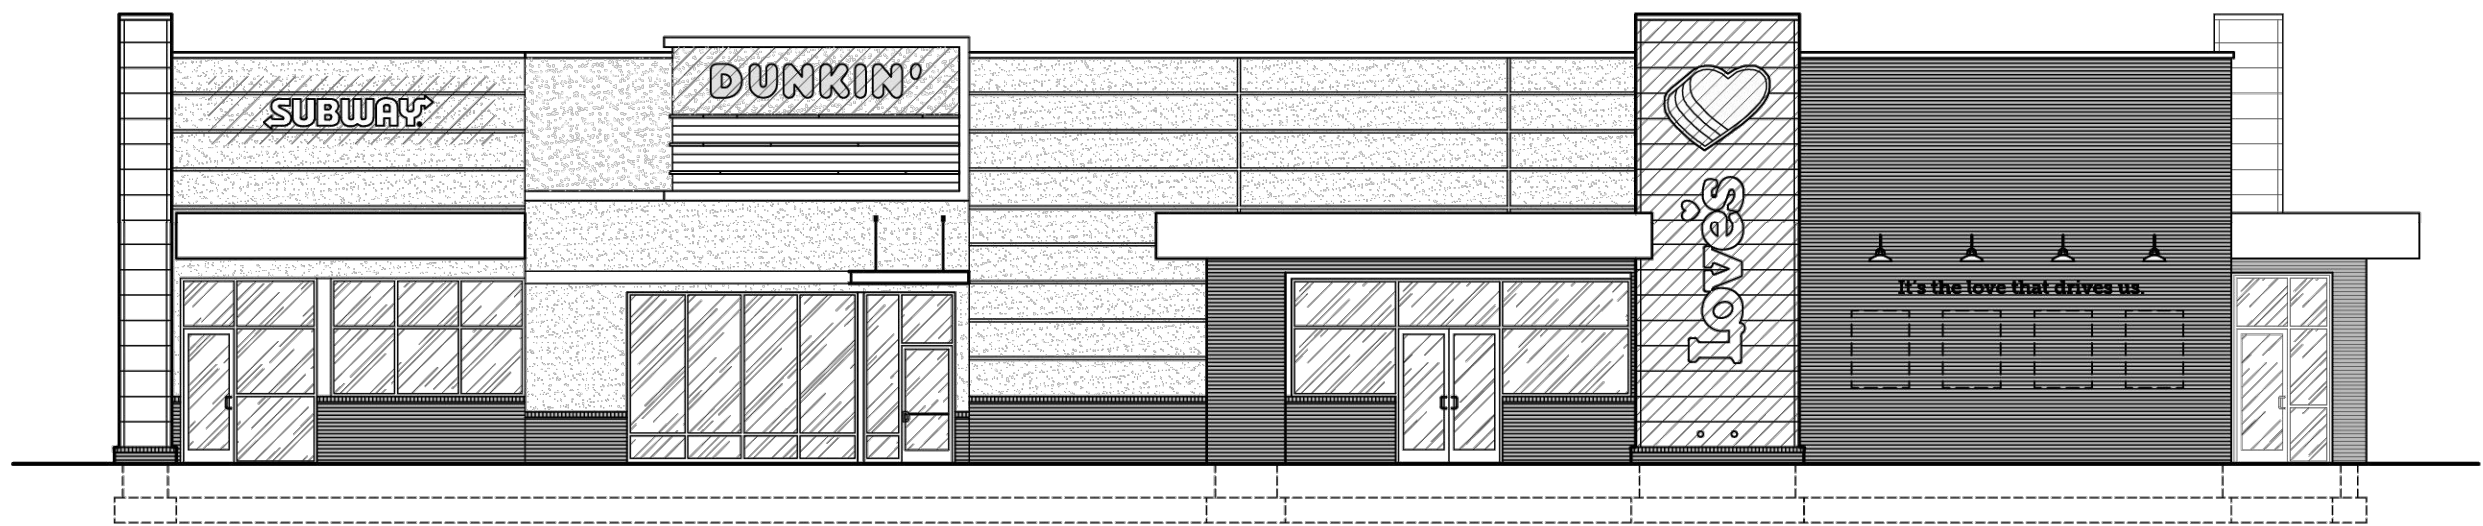 SUBWAY
DUNKIN'
Love's
It's the love that drives us.